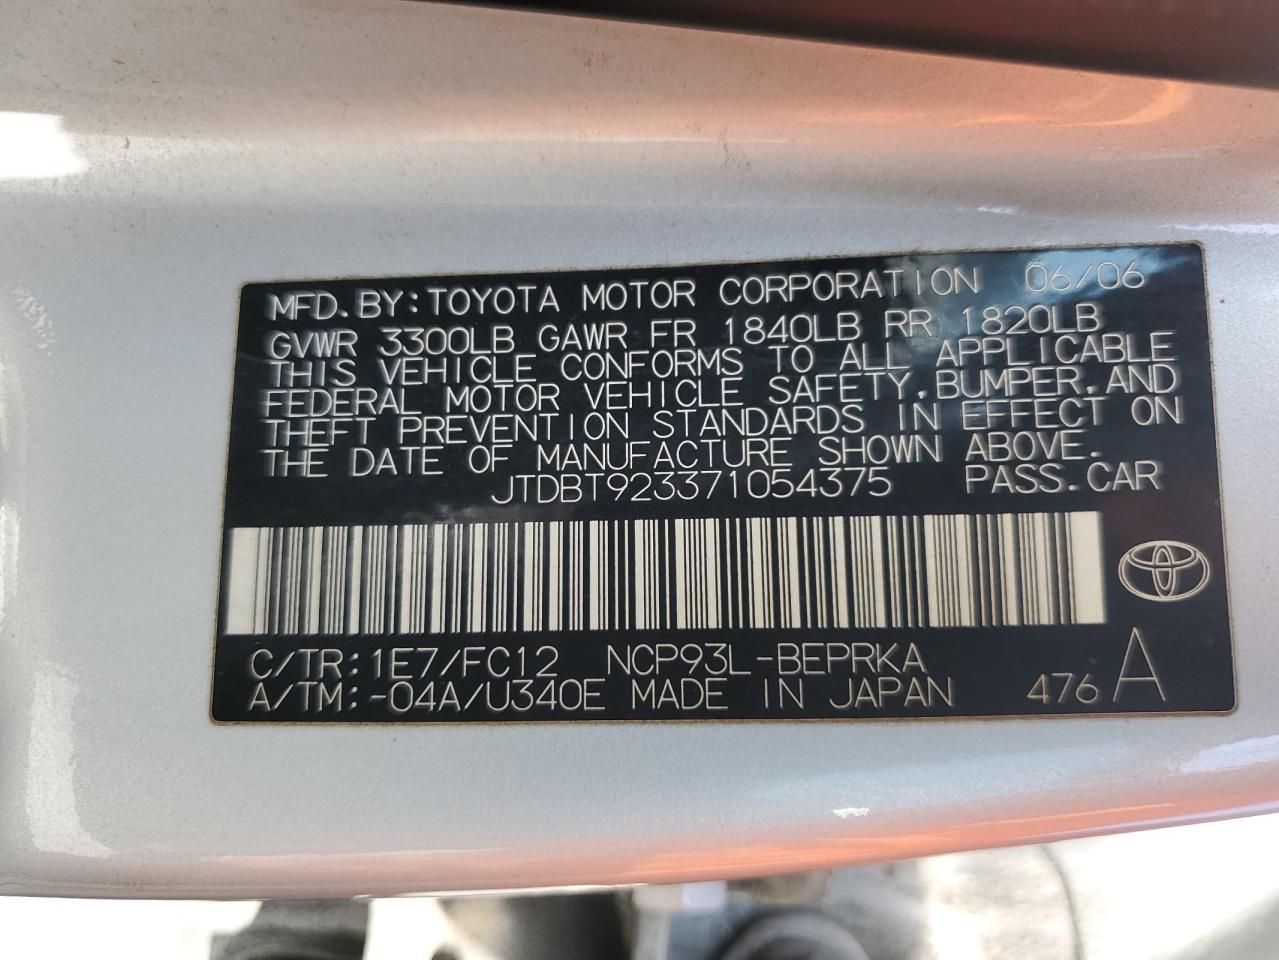 MFD. BY: TOYOTA MOTOR CORPORATION 06/06
GVWR 3300LB GAWR FR 1840LB RR 1820LB
THIS VEHICLE CONFORMS TO ALL APPLICABLE
FEDERAL MOTOR VEHICLE SAFETY, BUMPER, AND
THEFT PREVENTION STANDARDS IN EFFECT ON
THE DATE OF MANUFACTURE SHOWN ABOVE.
JTDBT923371054375 PASS. CAR
C/TR: 1E7/FC12 NCP93L-BEPRKA
A/TM: -04A/U340E MADE IN JAPAN 476 A